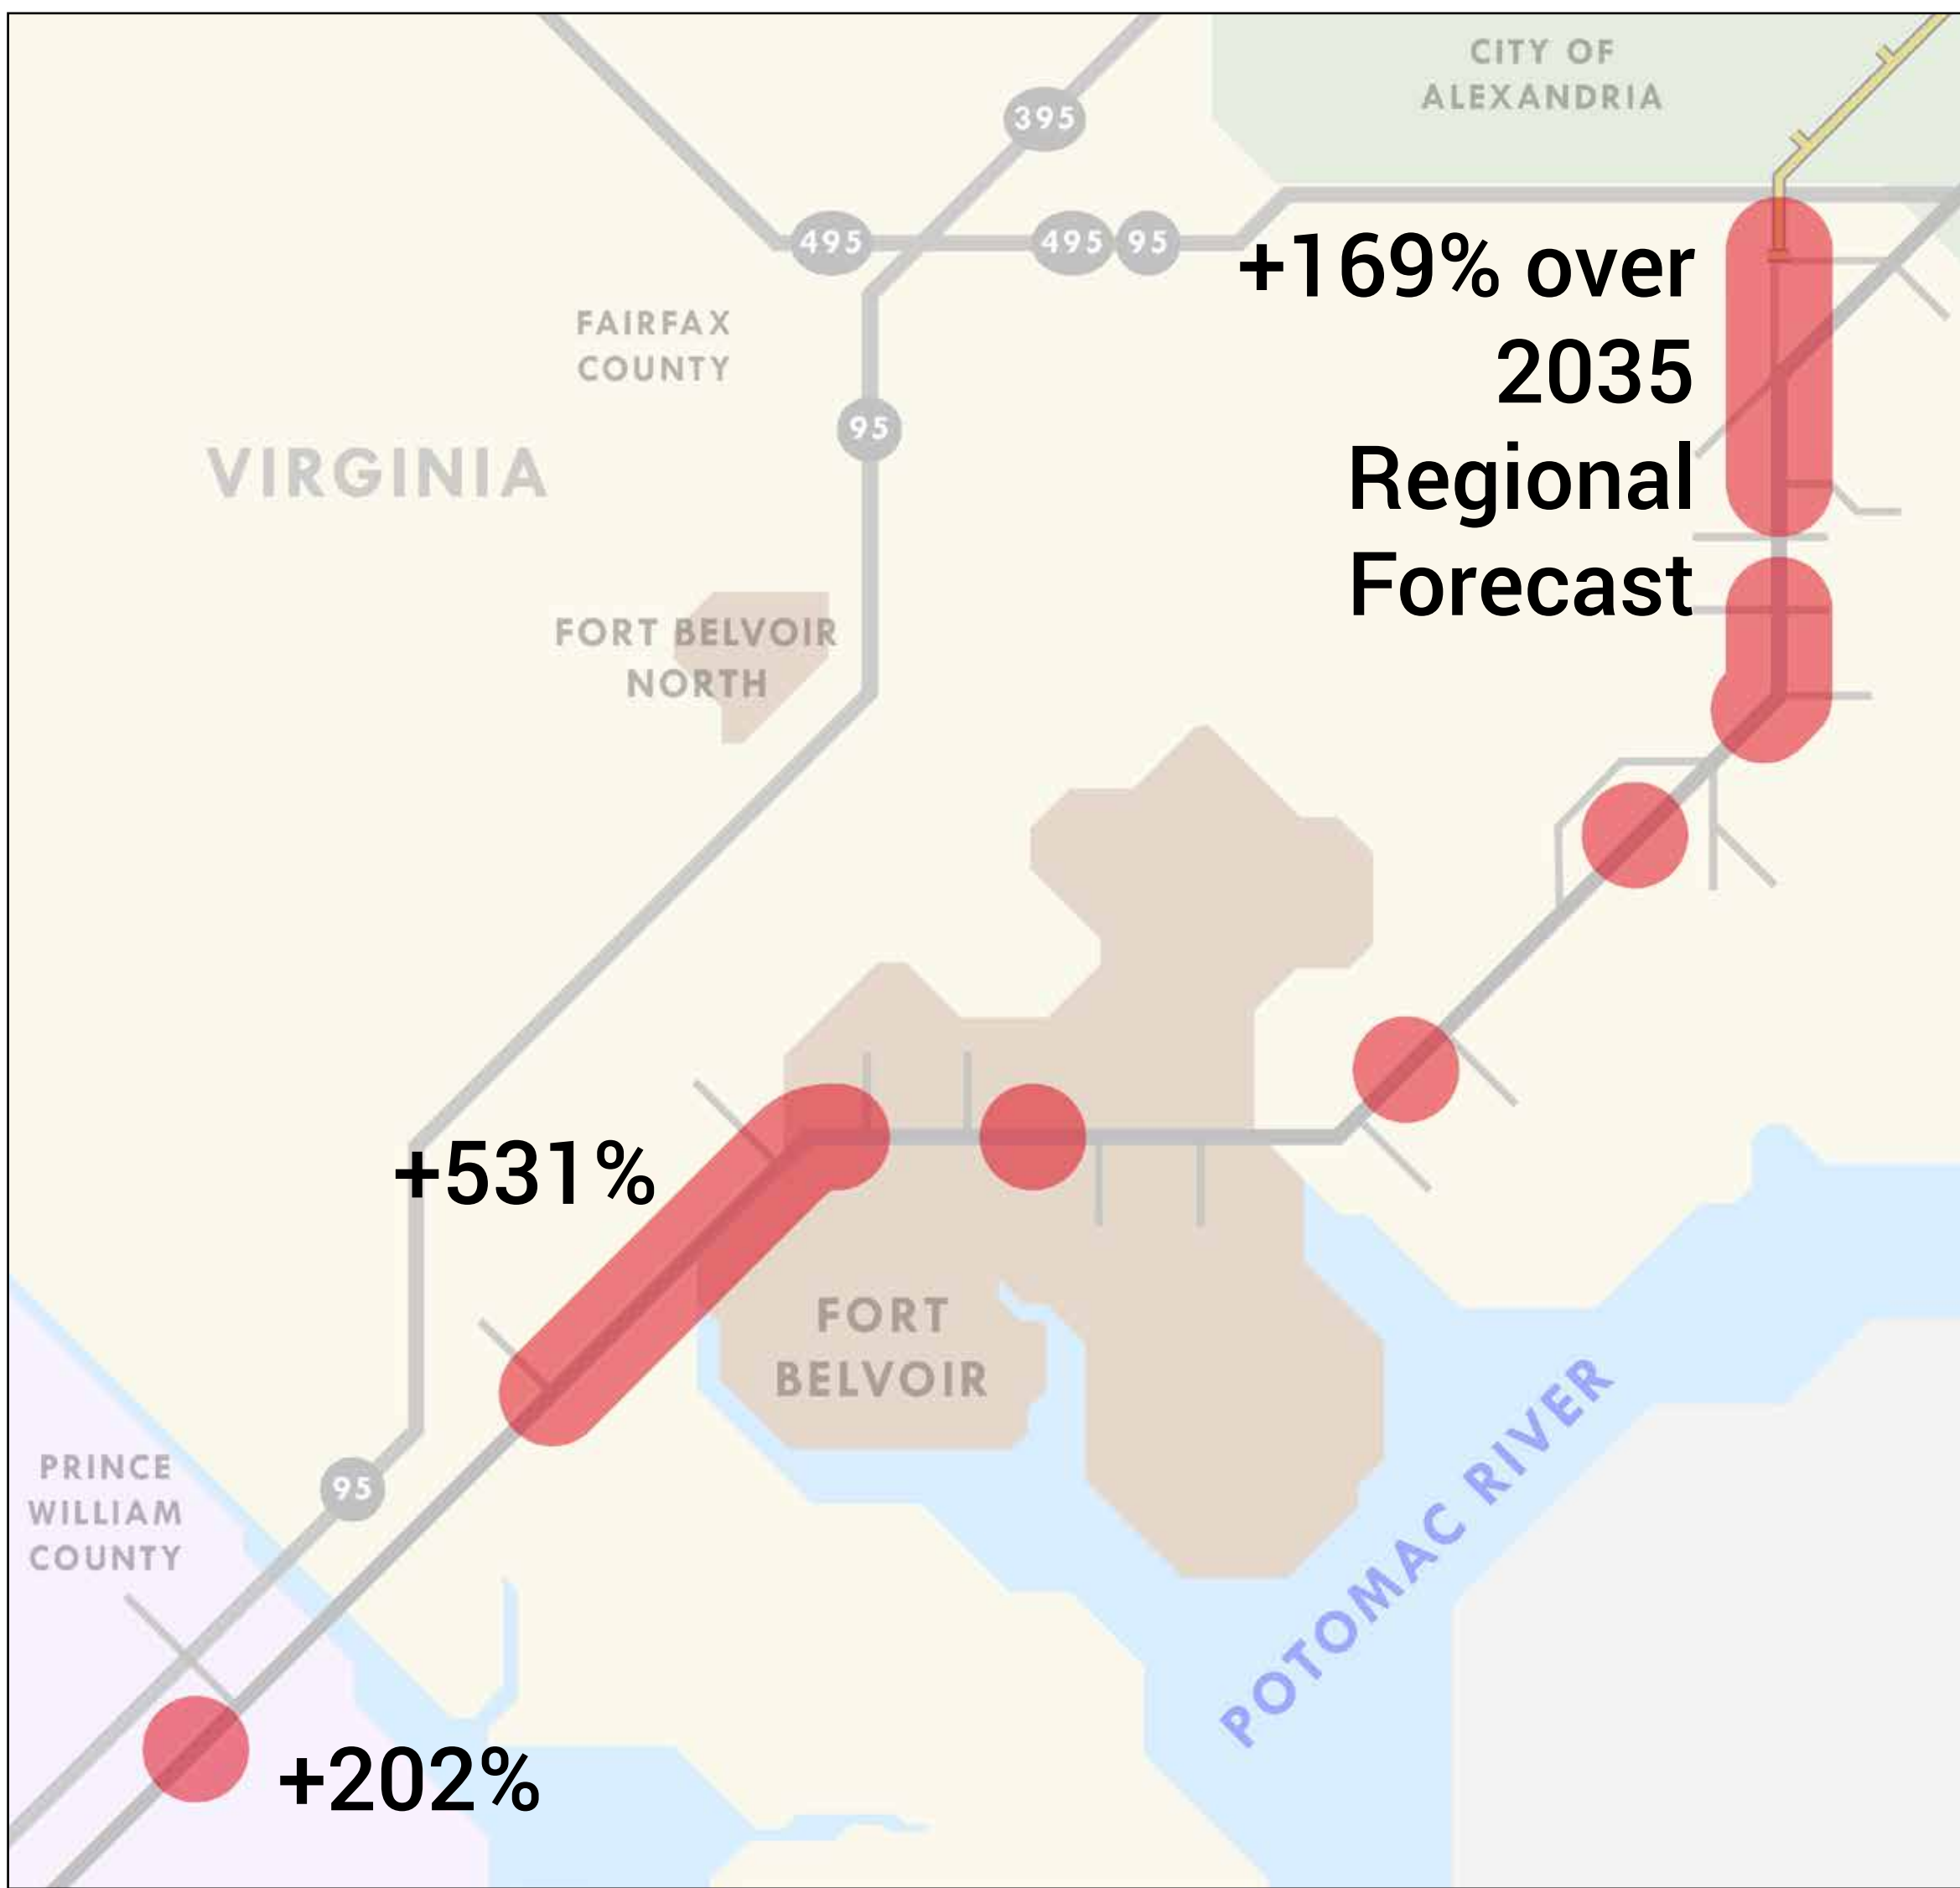 CITY OF
ALEXANDRIA
395
495
495
95
+169% over
2035
Regional
Forecast
FAIRFAX
COUNTY
95
VIRGINIA
FORT BELVOIR
NORTH
+531%
FORT
BELVOIR
POTOMAC RIVER
PRINCE
WILLIAM
COUNTY
95
+202%